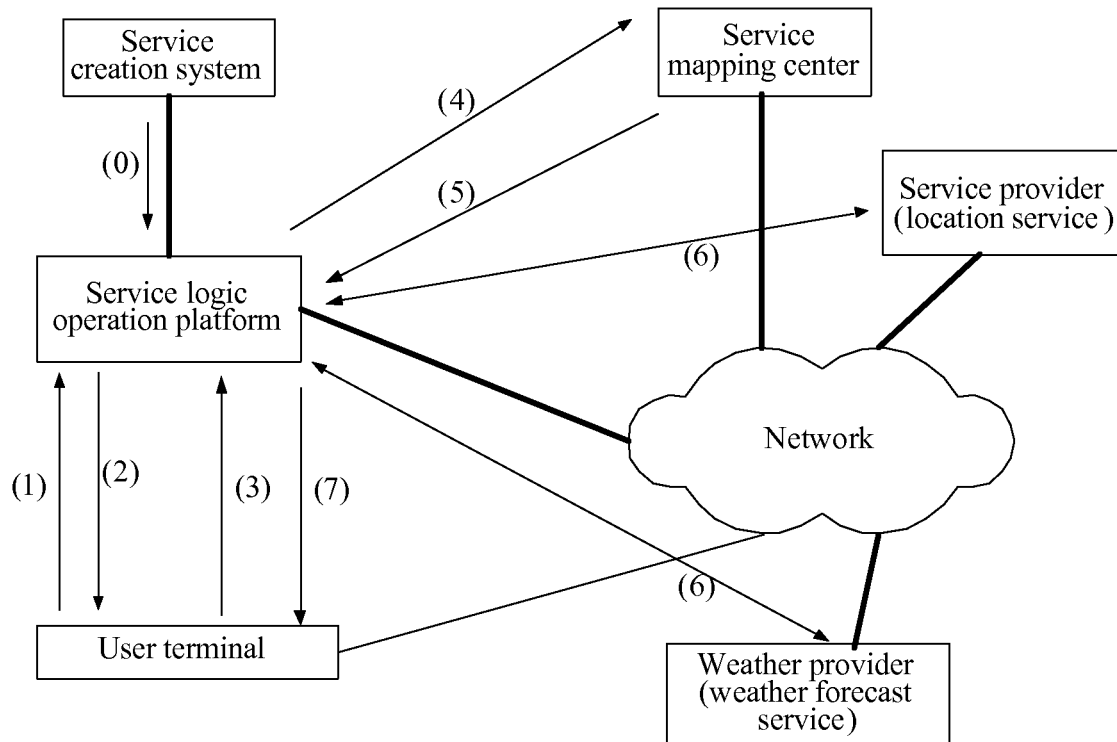 Service
creation system
Service
mapping center
(4)
(0)
(5)
Service provider
(location service )
(6)
Service logic
operation platform
Network
(1)
(2)
(3)
(7)
(6)
User terminal
Weather provider
(weather forecast
service)